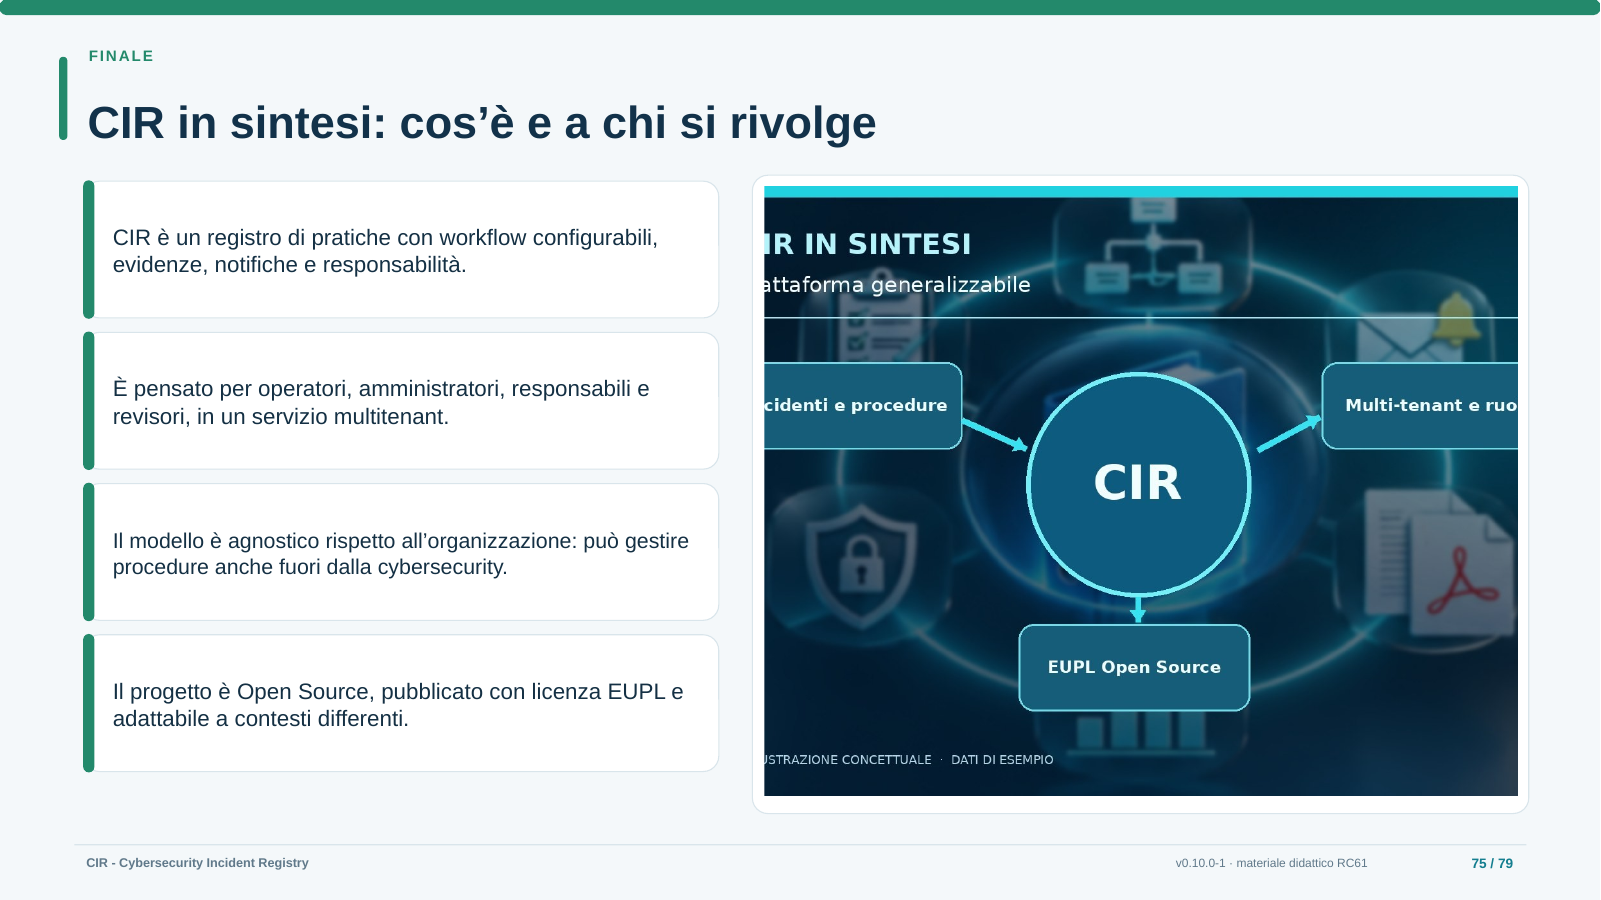 FINALE
CIR in sintesi: cos’è e a chi si rivolge
CIR è un registro di pratiche con workflow configurabili,
evidenze, notifiche e responsabilità.
È pensato per operatori, amministratori, responsabili e
revisori, in un servizio multitenant.
Il modello è agnostico rispetto all’organizzazione: può gestire
procedure anche fuori dalla cybersecurity.
Il progetto è Open Source, pubblicato con licenza EUPL e
adattabile a contesti differenti.
IR IN SINTESI
attaforma generalizzabile
cidenti e procedure
Multi-tenant e ruo
CIR
EUPL Open Source
USTRAZIONE CONCETTUALE · DATI DI ESEMPIO
CIR - Cybersecurity Incident Registry
v0.10.0-1 · materiale didattico RC61
75 / 79